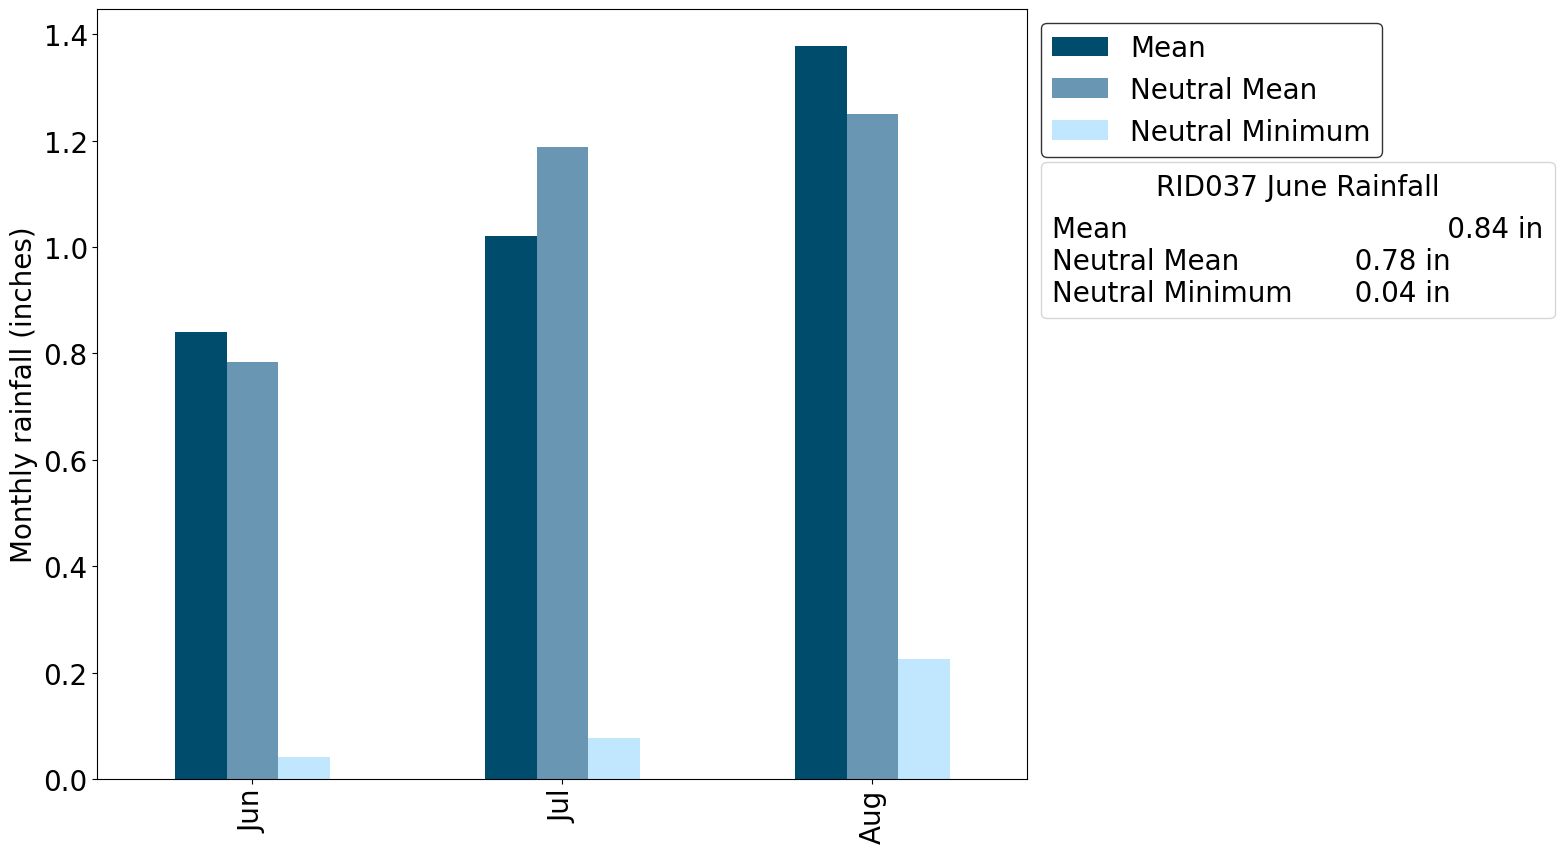 Monthly rainfall (inches)
1.4
1.2
1.0
0.8
0.6
0.4
0.2
0.0
Jun
Jul
Aug
Mean
Neutral Mean
Neutral Minimum
RID037 June Rainfall
Mean 0.84 in
Neutral Mean 0.78 in
Neutral Minimum 0.04 in